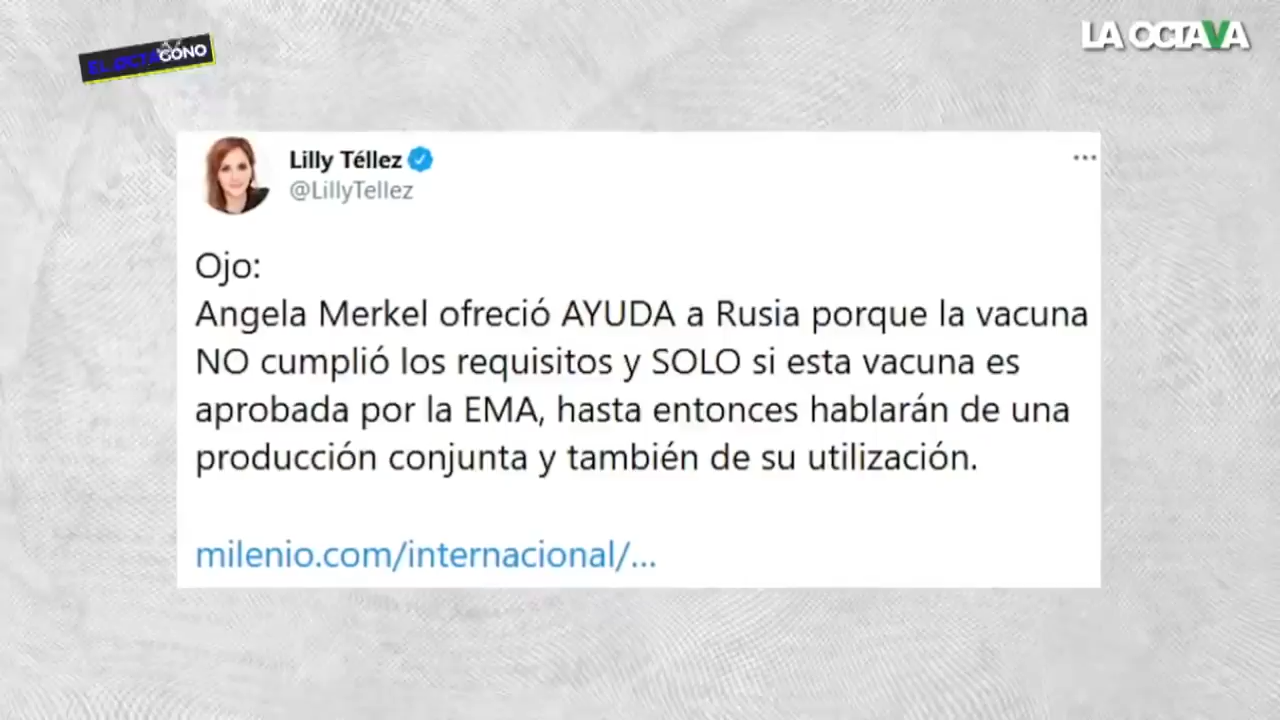 EL OCTÁGONO
LA OCTAVA
Lilly Téllez
@LillyTellez
Ojo:
Angela Merkel ofreció AYUDA a Rusia porque la vacuna
NO cumplió los requisitos y SOLO si esta vacuna es
aprobada por la EMA, hasta entonces hablarán de una
producción conjunta y también de su utilización.
milenio.com/internacional/...